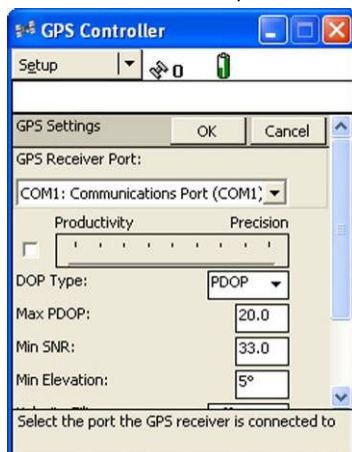 GPS Controller
Setup
0
GPS Settings OK Cancel
GPS Receiver Port:
COM1: Communications Port (COM1)
Productivity Precision
DOP Type: PDOP
Max PDOP: 20.0
Min SNR: 33.0
Min Elevation: 5°
Select the port the GPS receiver is connected to